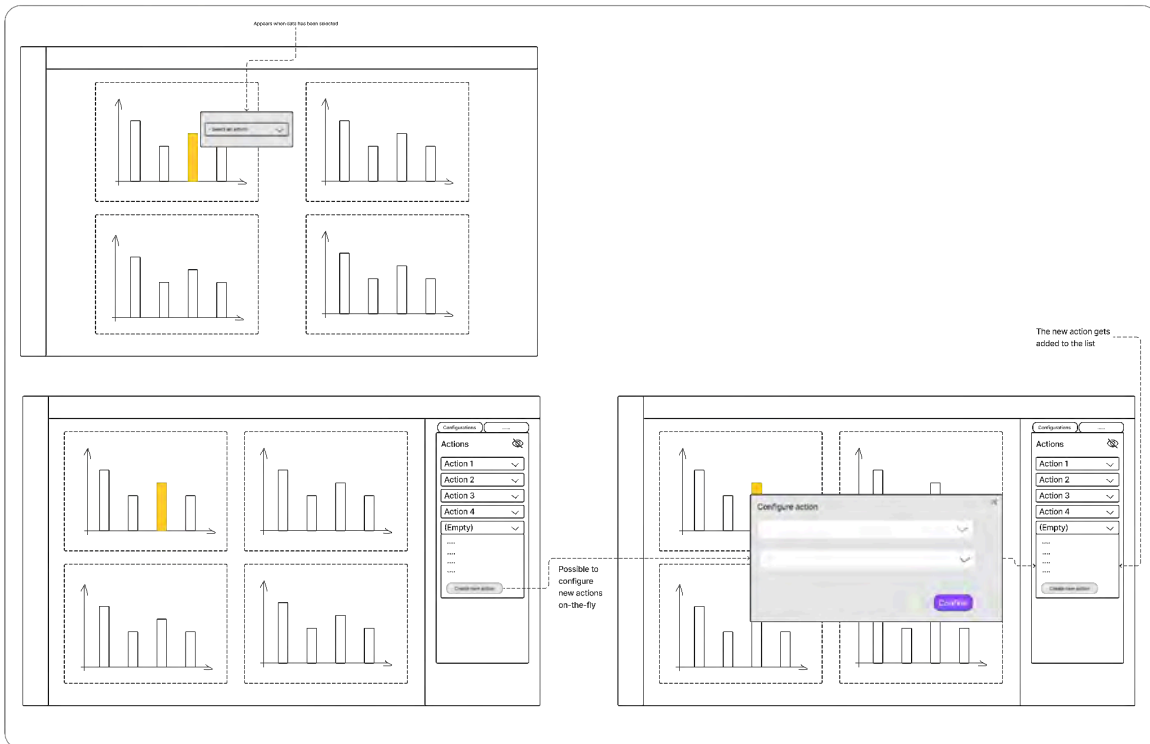 Appears when data has been selected
Select an action
The new action gets
added to the list
Configurations
....
Actions
Action 1
Action 2
Action 3
Action 4
(Empty)
....
....
....
....
Create new action
Possible to
configure
new actions
on-the-fly
Configure action
Confirm
Configurations
....
Actions
Action 1
Action 2
Action 3
Action 4
(Empty)
....
....
....
....
Create new action